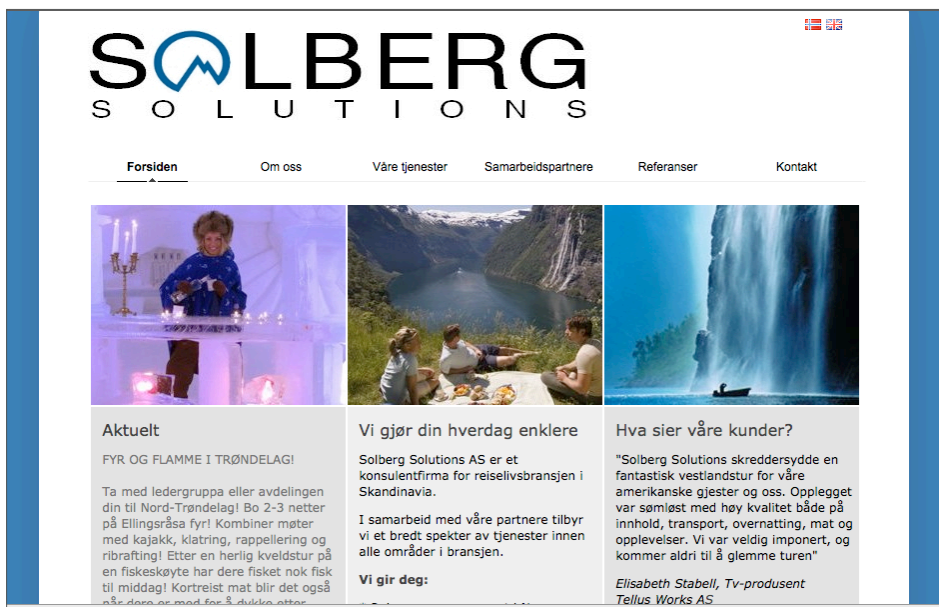 SOLBERG
SOLUTIONS
Forsiden
Om oss
Våre tjenester
Samarbeidspartnere
Referanser
Kontakt
Aktuelt
FYR OG FLAMME I TRØNDELAG!
Ta med ledergruppa eller avdelingen
din til Nord-Trøndelag! Bo 2-3 netter
på Ellingsråsa fyr! Kombiner møter
med kajakk, klatring, rappellering og
ribrafting! Etter en herlig kveldstur på
en fiskeskøyte har dere fisket nok fisk
til middag! Kortreist mat blir det også
når dere er med for å dykke etter
Vi gjør din hverdag enklere
Solberg Solutions AS er et
konsulentfirma for reiselivsbransjen i
Skandinavia.
I samarbeid med våre partnere tilbyr
vi et bredt spekter av tjenester innen
alle områder i bransjen.
Vi gir deg:
Hva sier våre kunder?
"Solberg Solutions skreddersydde en
fantastisk vestlandstur for våre
amerikanske gjester og oss. Opplegget
var sømløst med høy kvalitet både på
innhold, transport, overnatting, mat og
opplevelser. Vi var veldig imponert, og
kommer aldri til å glemme turen"
Elisabeth Stabell, Tv-produsent
Tellus Works AS